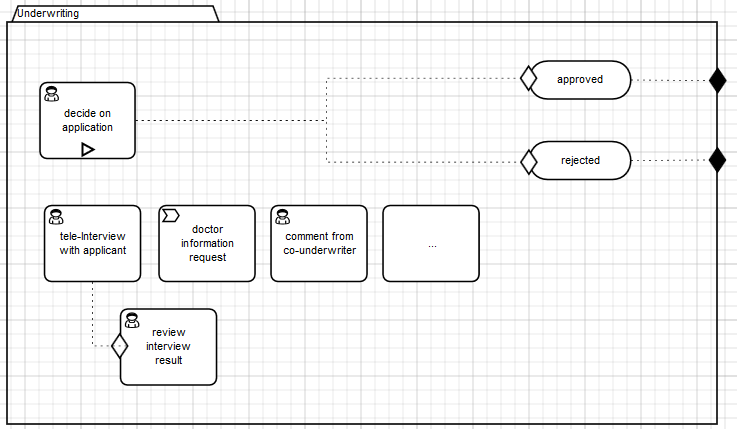 Underwriting
approved
decide on
application
rejected
tele-Interview
with applicant
doctor
information
request
comment from
co-underwriter
...
review
interview
result